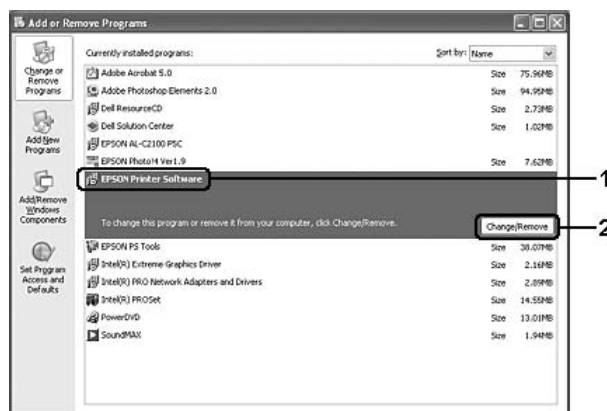 Add or Remove Programs
Change or
Remove
Programs
Add New
Programs
Add/Remove
Windows
Components
Set Program
Access and
Defaults
Currently installed programs:
Sort by: Name
Adobe Acrobat 5.0 Size 75.96MB
Adobe Photoshop Elements 2.0 Size 94.95MB
Dell ResourceCD Size 2.73MB
Dell Solution Center Size 1.02MB
EPSON AL-C2100 PSC
EPSON Photo!4 Ver1.9 Size 7.62MB
EPSON Printer Software
1
To change this program or remove it from your computer, click Change/Remove.
Change/Remove
2
EPSON PS Tools Size 38.07MB
Intel(R) Extreme Graphics Driver Size 2.16MB
Intel(R) PRO Network Adapters and Drivers Size 2.89MB
Intel(R) PROSet Size 14.55MB
PowerDVD Size 13.01MB
SoundMAX Size 1.94MB